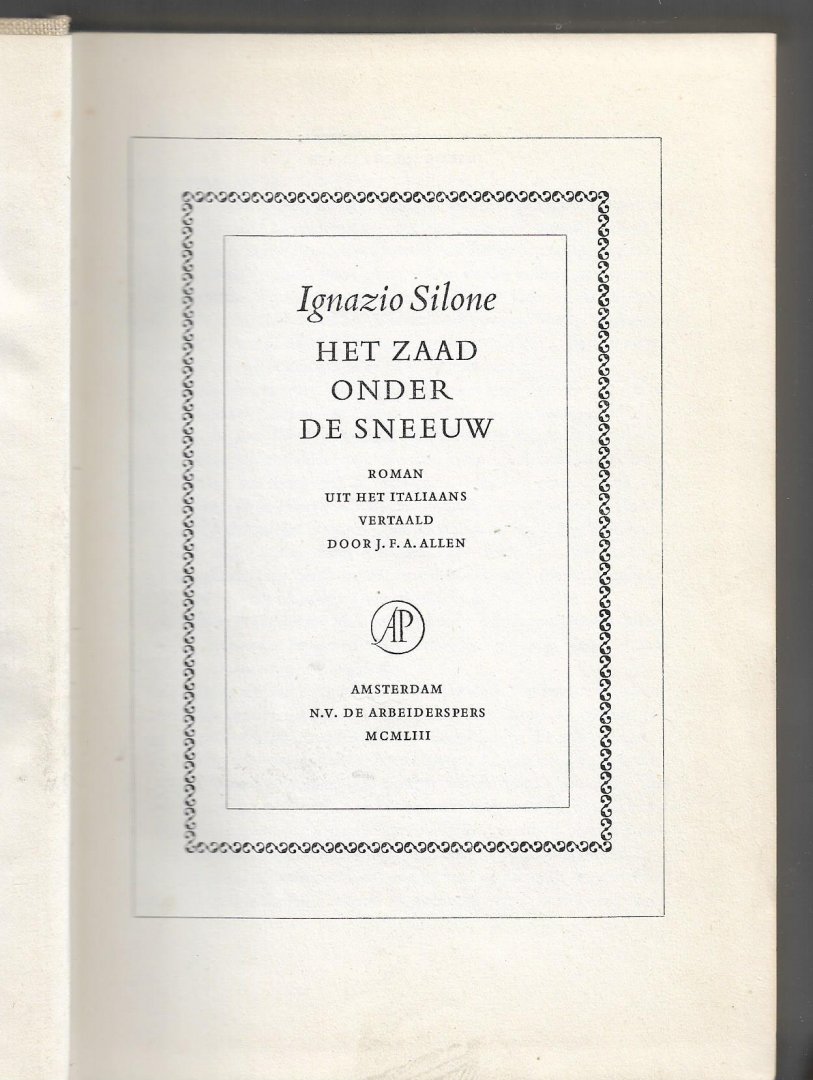 Ignazio Silone
HET ZAAD
ONDER
DE SNEEUW
ROMAN
UIT HET ITALIAANS
VERTAALD
DOOR J. F. A. ALLEN
AP
AMSTERDAM
N.V. DE ARBEIDERSPERS
MCMLIII